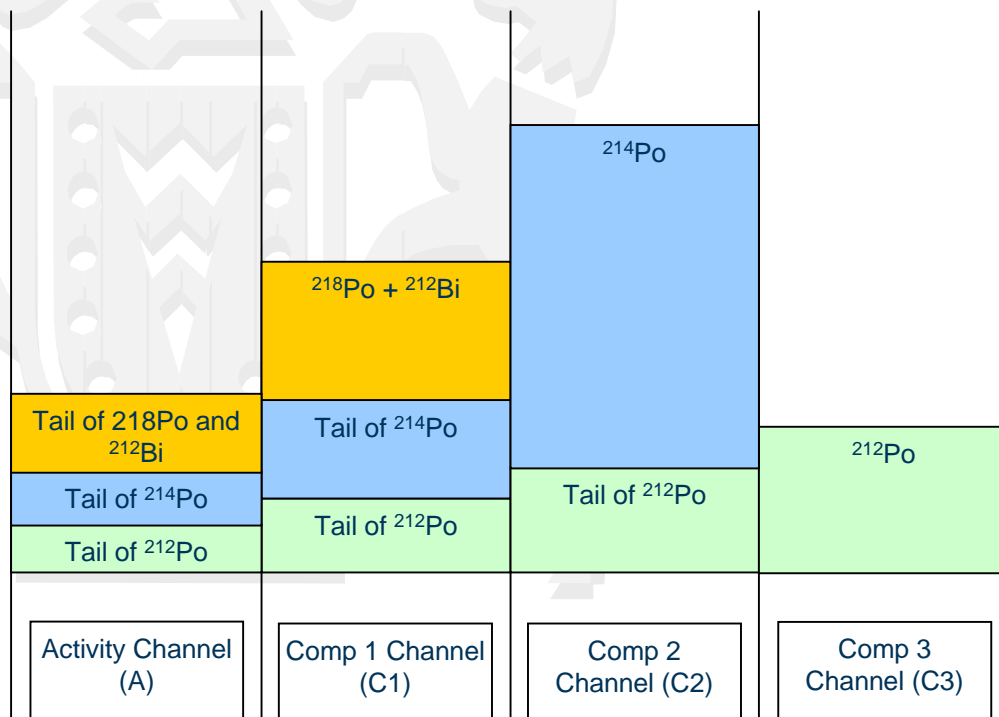 ²¹⁴Po
²¹⁸Po + ²¹²Bi
Tail of 218Po and
²¹²Bi
Tail of ²¹⁴Po
Tail of ²¹²Po
Tail of ²¹⁴Po
Tail of ²¹²Po
Tail of ²¹²Po
²¹²Po
Activity Channel
(A)
Comp 1 Channel
(C1)
Comp 2
Channel (C2)
Comp 3
Channel (C3)